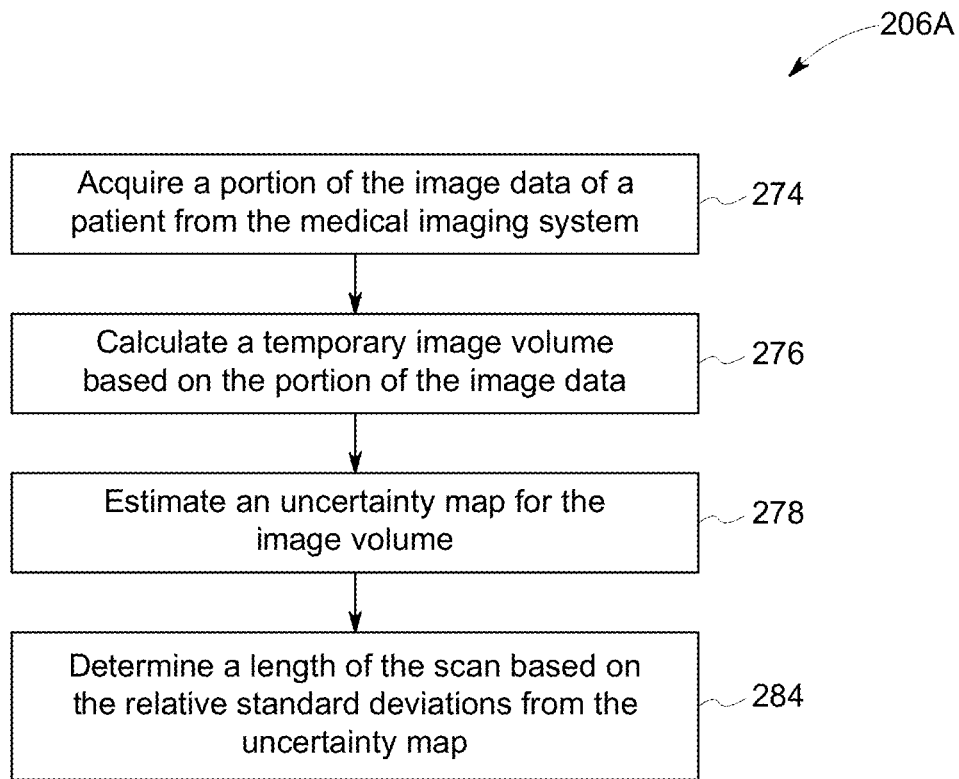 206A
Acquire a portion of the image data of a
patient from the medical imaging system
274
Calculate a temporary image volume
based on the portion of the image data
276
Estimate an uncertainty map for the
image volume
278
Determine a length of the scan based on
the relative standard deviations from the
uncertainty map
284